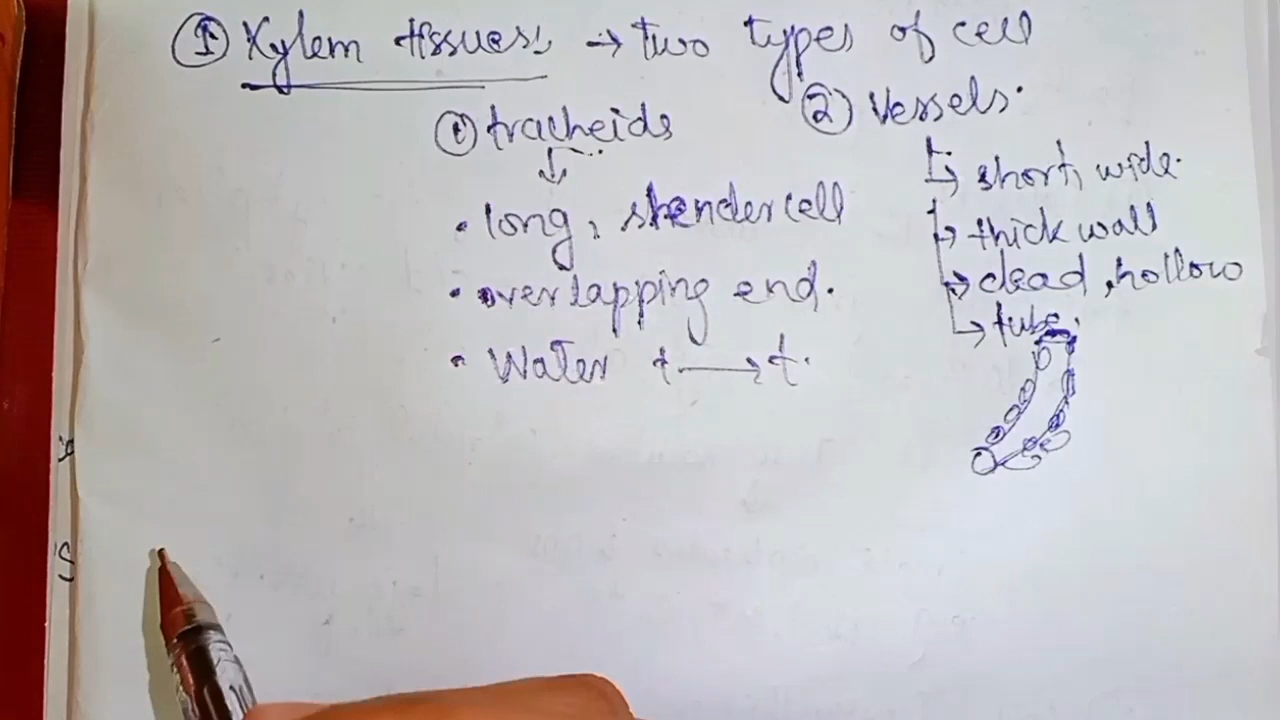 ① Xylem tissues: → two types of cell
① tracheids
② Vessels.
↓
• long, slender cell
• overlapping end.
• Water t → t.
→ short, wide.
→ thick wall
→ dead, hollow
→ tube.